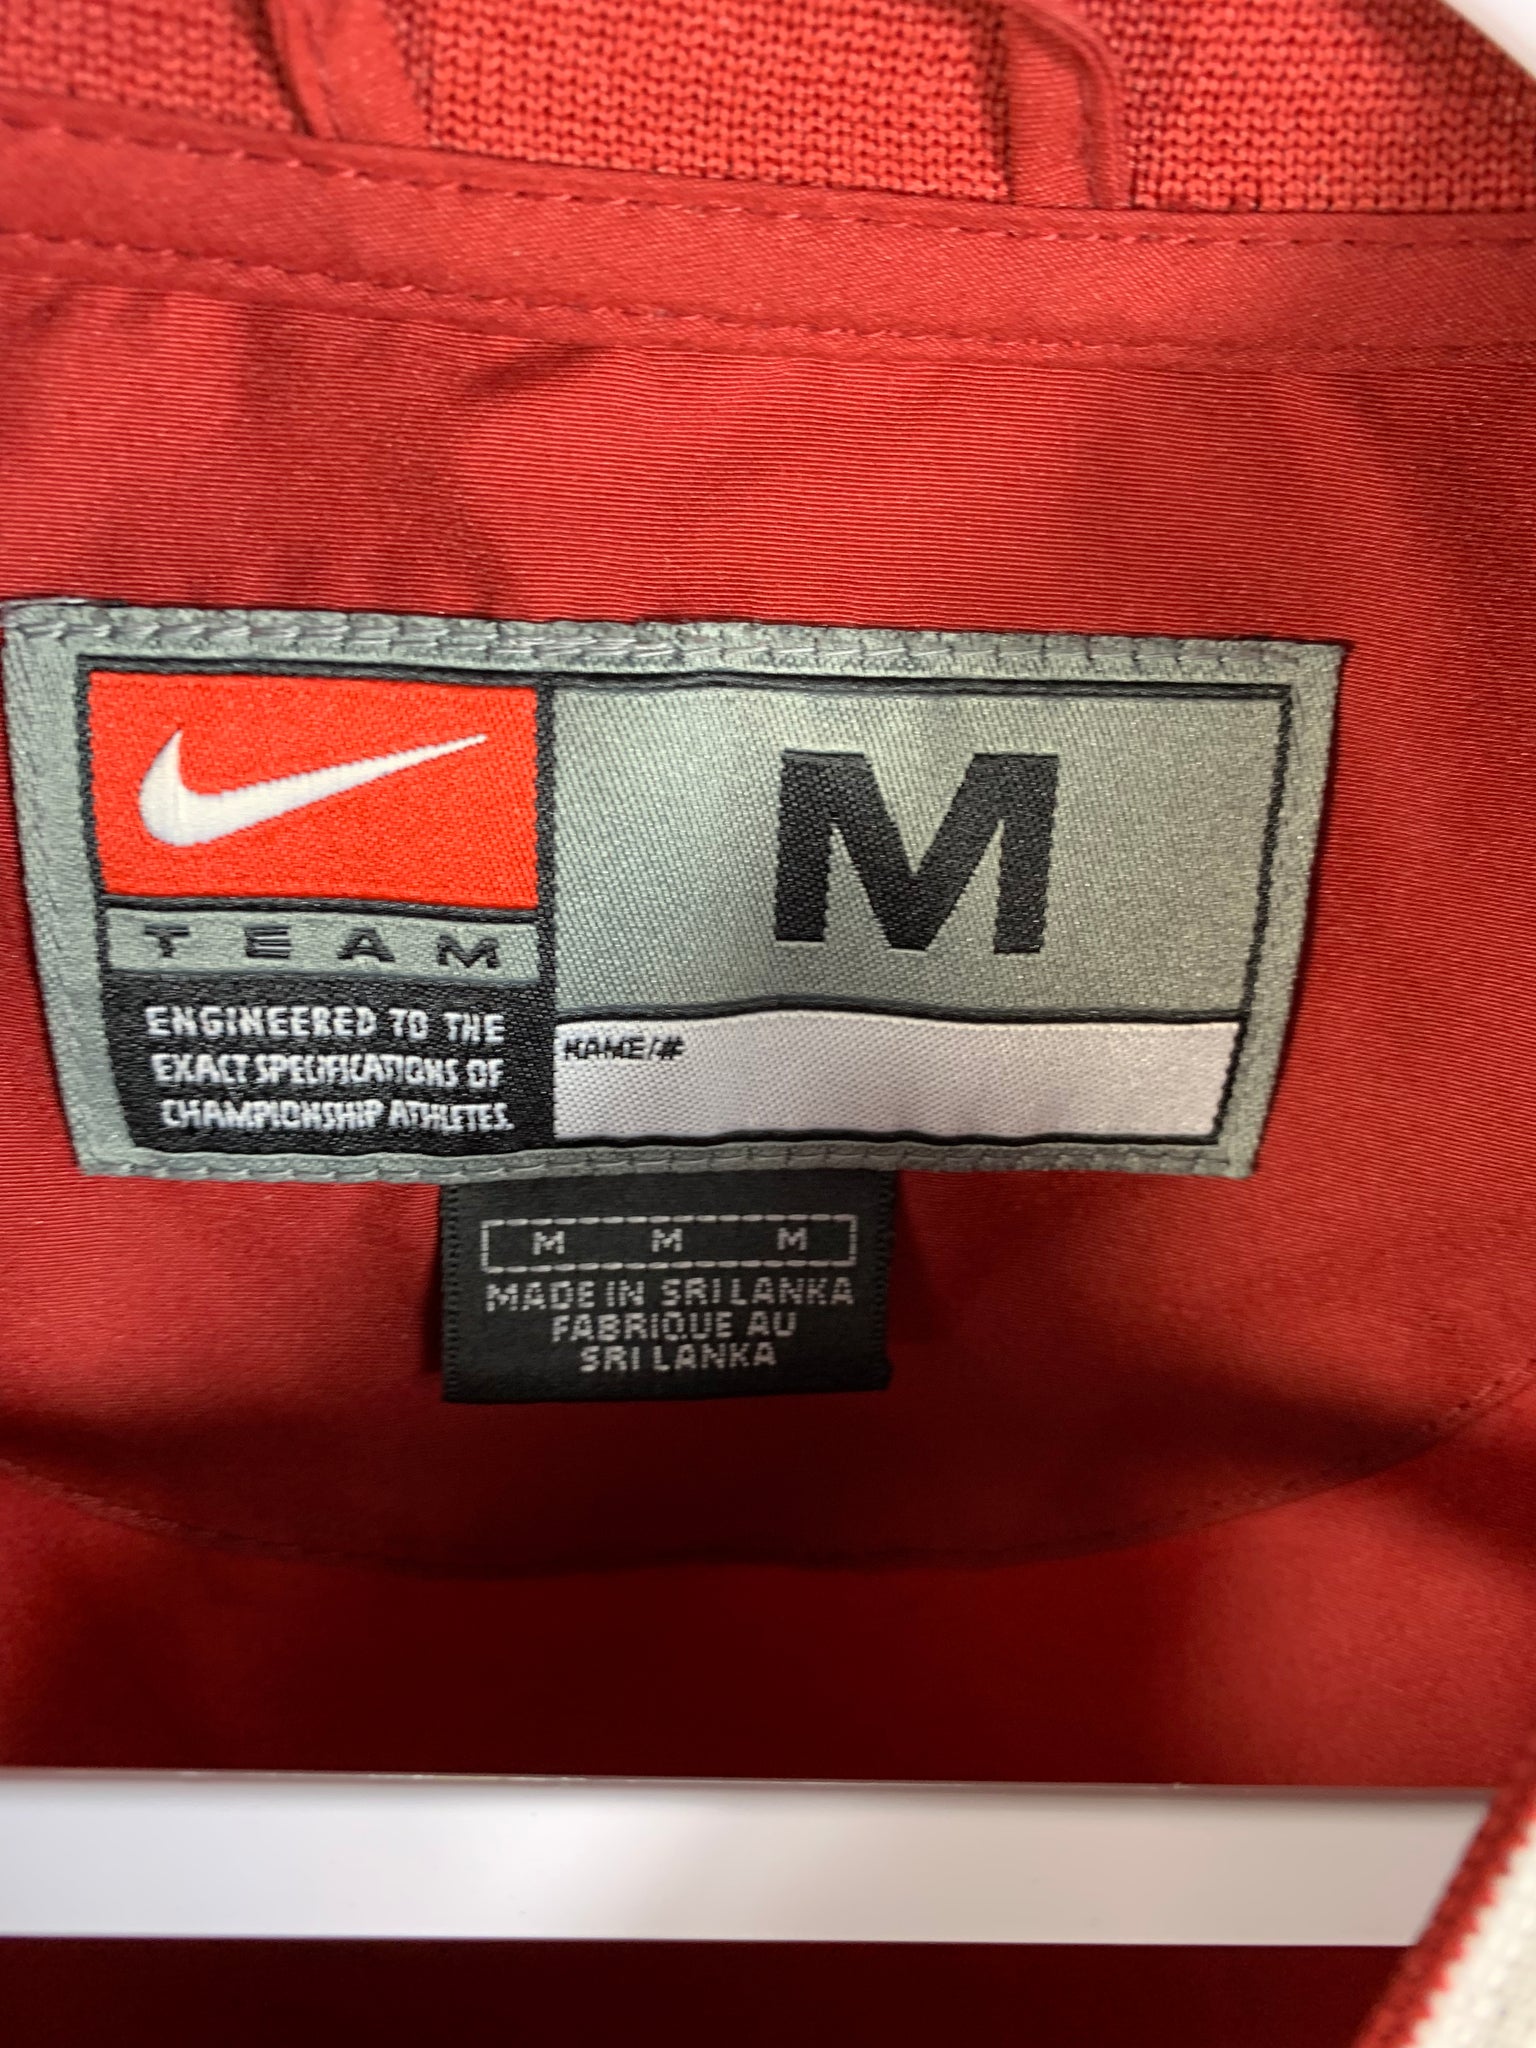 TEAM
ENGINEERED TO THE
EXACT SPECIFICATIONS OF
CHAMPIONSHIP ATHLETES.
M
NAME/#
M M M
MADE IN SRI LANKA
FABRIQUE AU
SRI LANKA